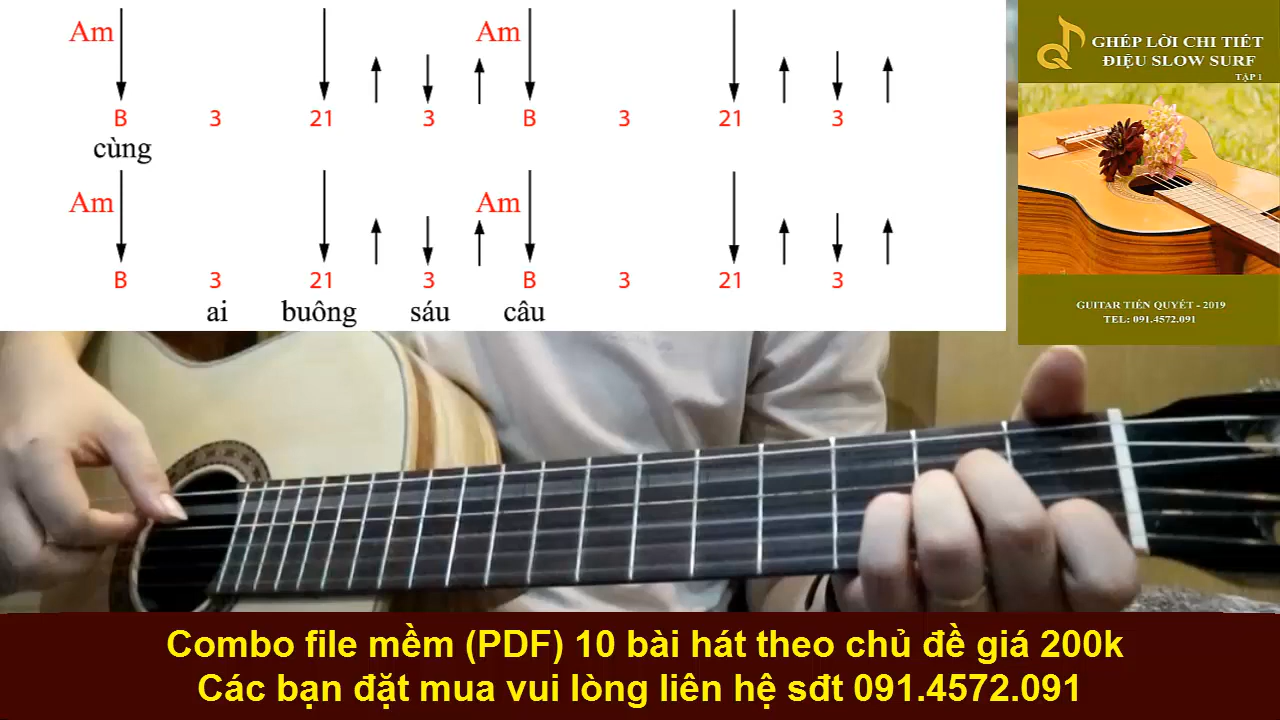 Am Am
B 3 21 3 B 3 21 3
cùng
Am Am
B 3 21 3 B 3 21 3
ai buông sáu câu
GHÉP LỜI CHI TIẾT
ĐIỆU SLOW SURF
TẬP 1
GUITAR TIẾN QUYẾT - 2019
TEL: 091.4572.091
Combo file mềm (PDF) 10 bài hát theo chủ đề giá 200k
Các bạn đặt mua vui lòng liên hệ sđt 091.4572.091